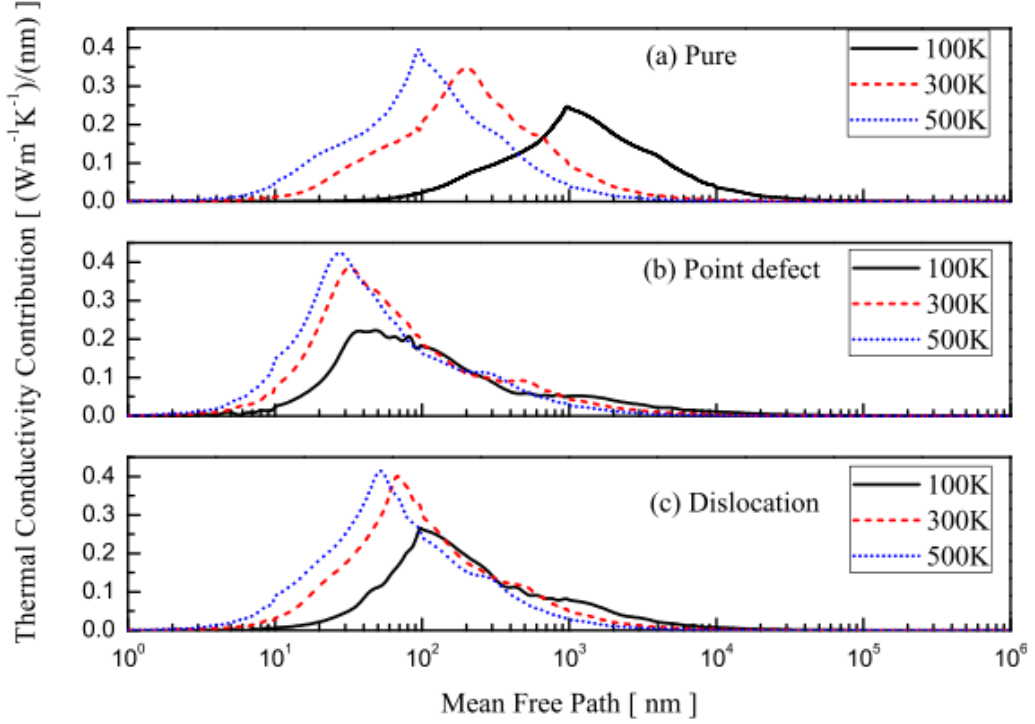 Thermal Conductivity Contribution [ (Wm⁻¹K⁻¹)/(nm) ]
0.4
0.3
0.2
0.1
0.0
(a) Pure
100K
300K
500K
0.4
0.3
0.2
0.1
0.0
(b) Point defect
100K
300K
500K
0.4
0.3
0.2
0.1
0.0
(c) Dislocation
100K
300K
500K
10⁰ 10¹ 10² 10³ 10⁴ 10⁵ 10⁶
Mean Free Path [ nm ]